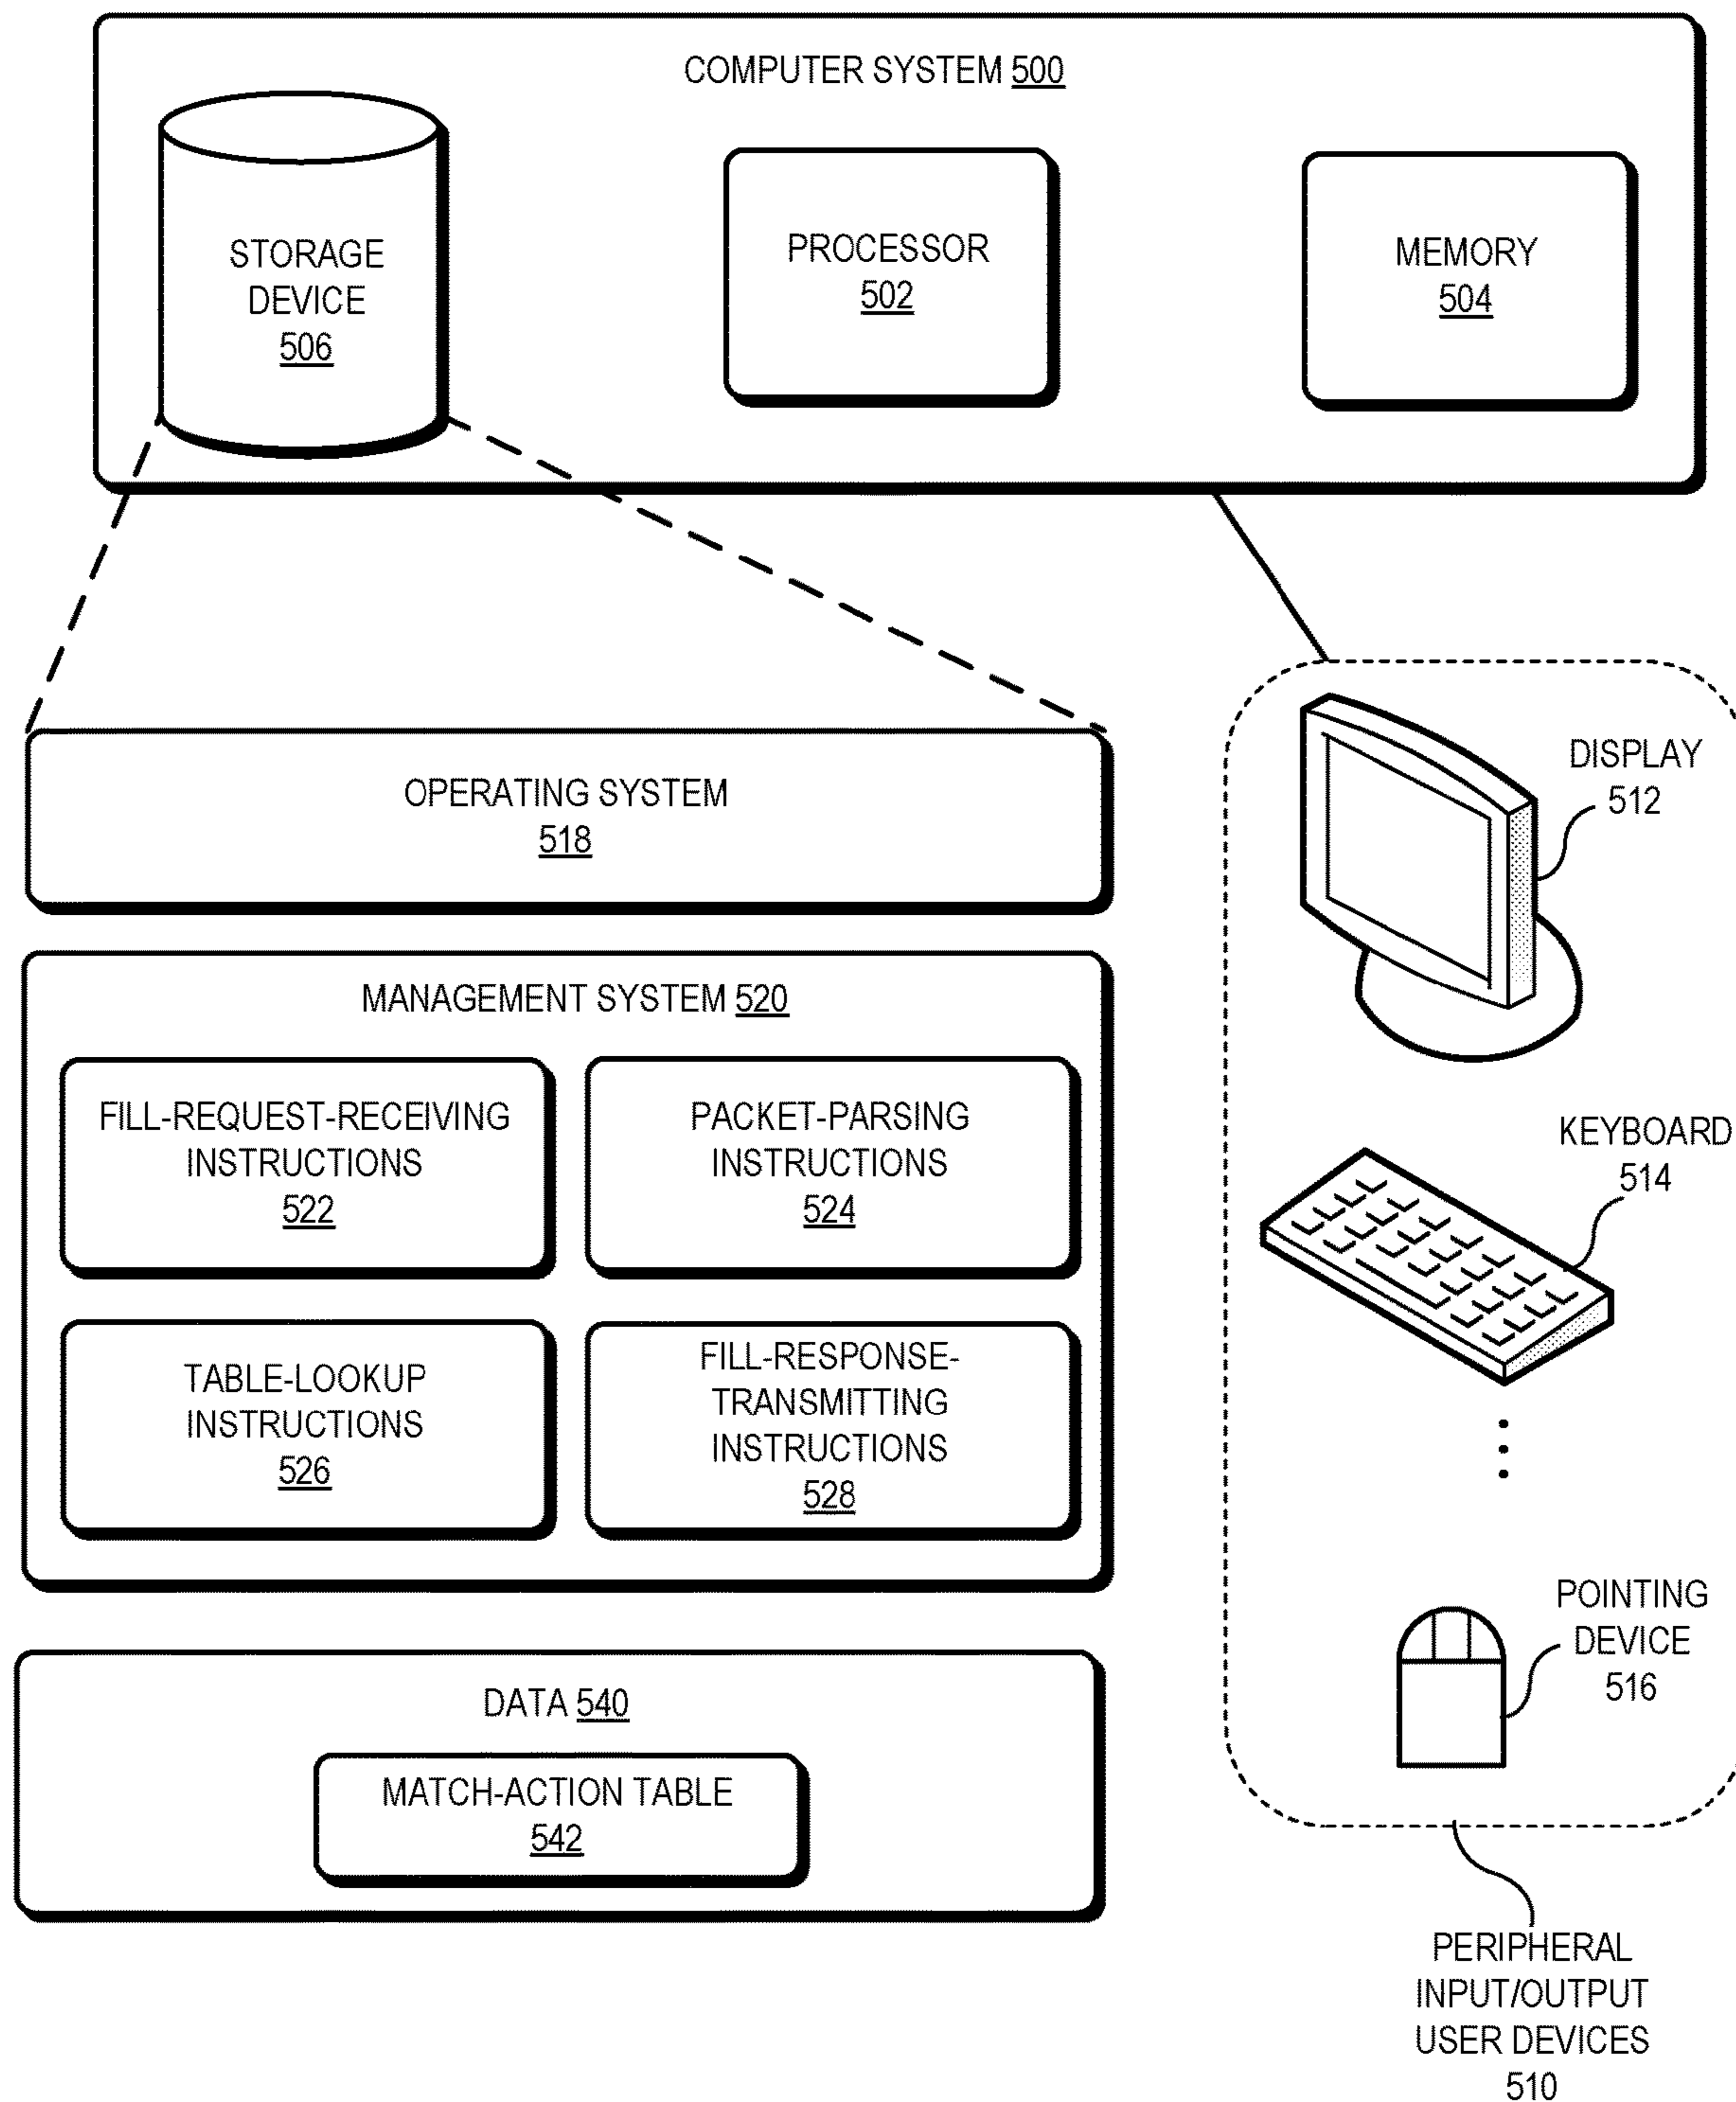 COMPUTER SYSTEM 500
STORAGE
DEVICE
506
PROCESSOR
502
MEMORY
504
OPERATING SYSTEM
518
MANAGEMENT SYSTEM 520
FILL-REQUEST-RECEIVING
INSTRUCTIONS
522
PACKET-PARSING
INSTRUCTIONS
524
TABLE-LOOKUP
INSTRUCTIONS
526
FILL-RESPONSE-
TRANSMITTING
INSTRUCTIONS
528
DATA 540
MATCH-ACTION TABLE
542
DISPLAY
512
KEYBOARD
514
POINTING
DEVICE
516
PERIPHERAL
INPUT/OUTPUT
USER DEVICES
510